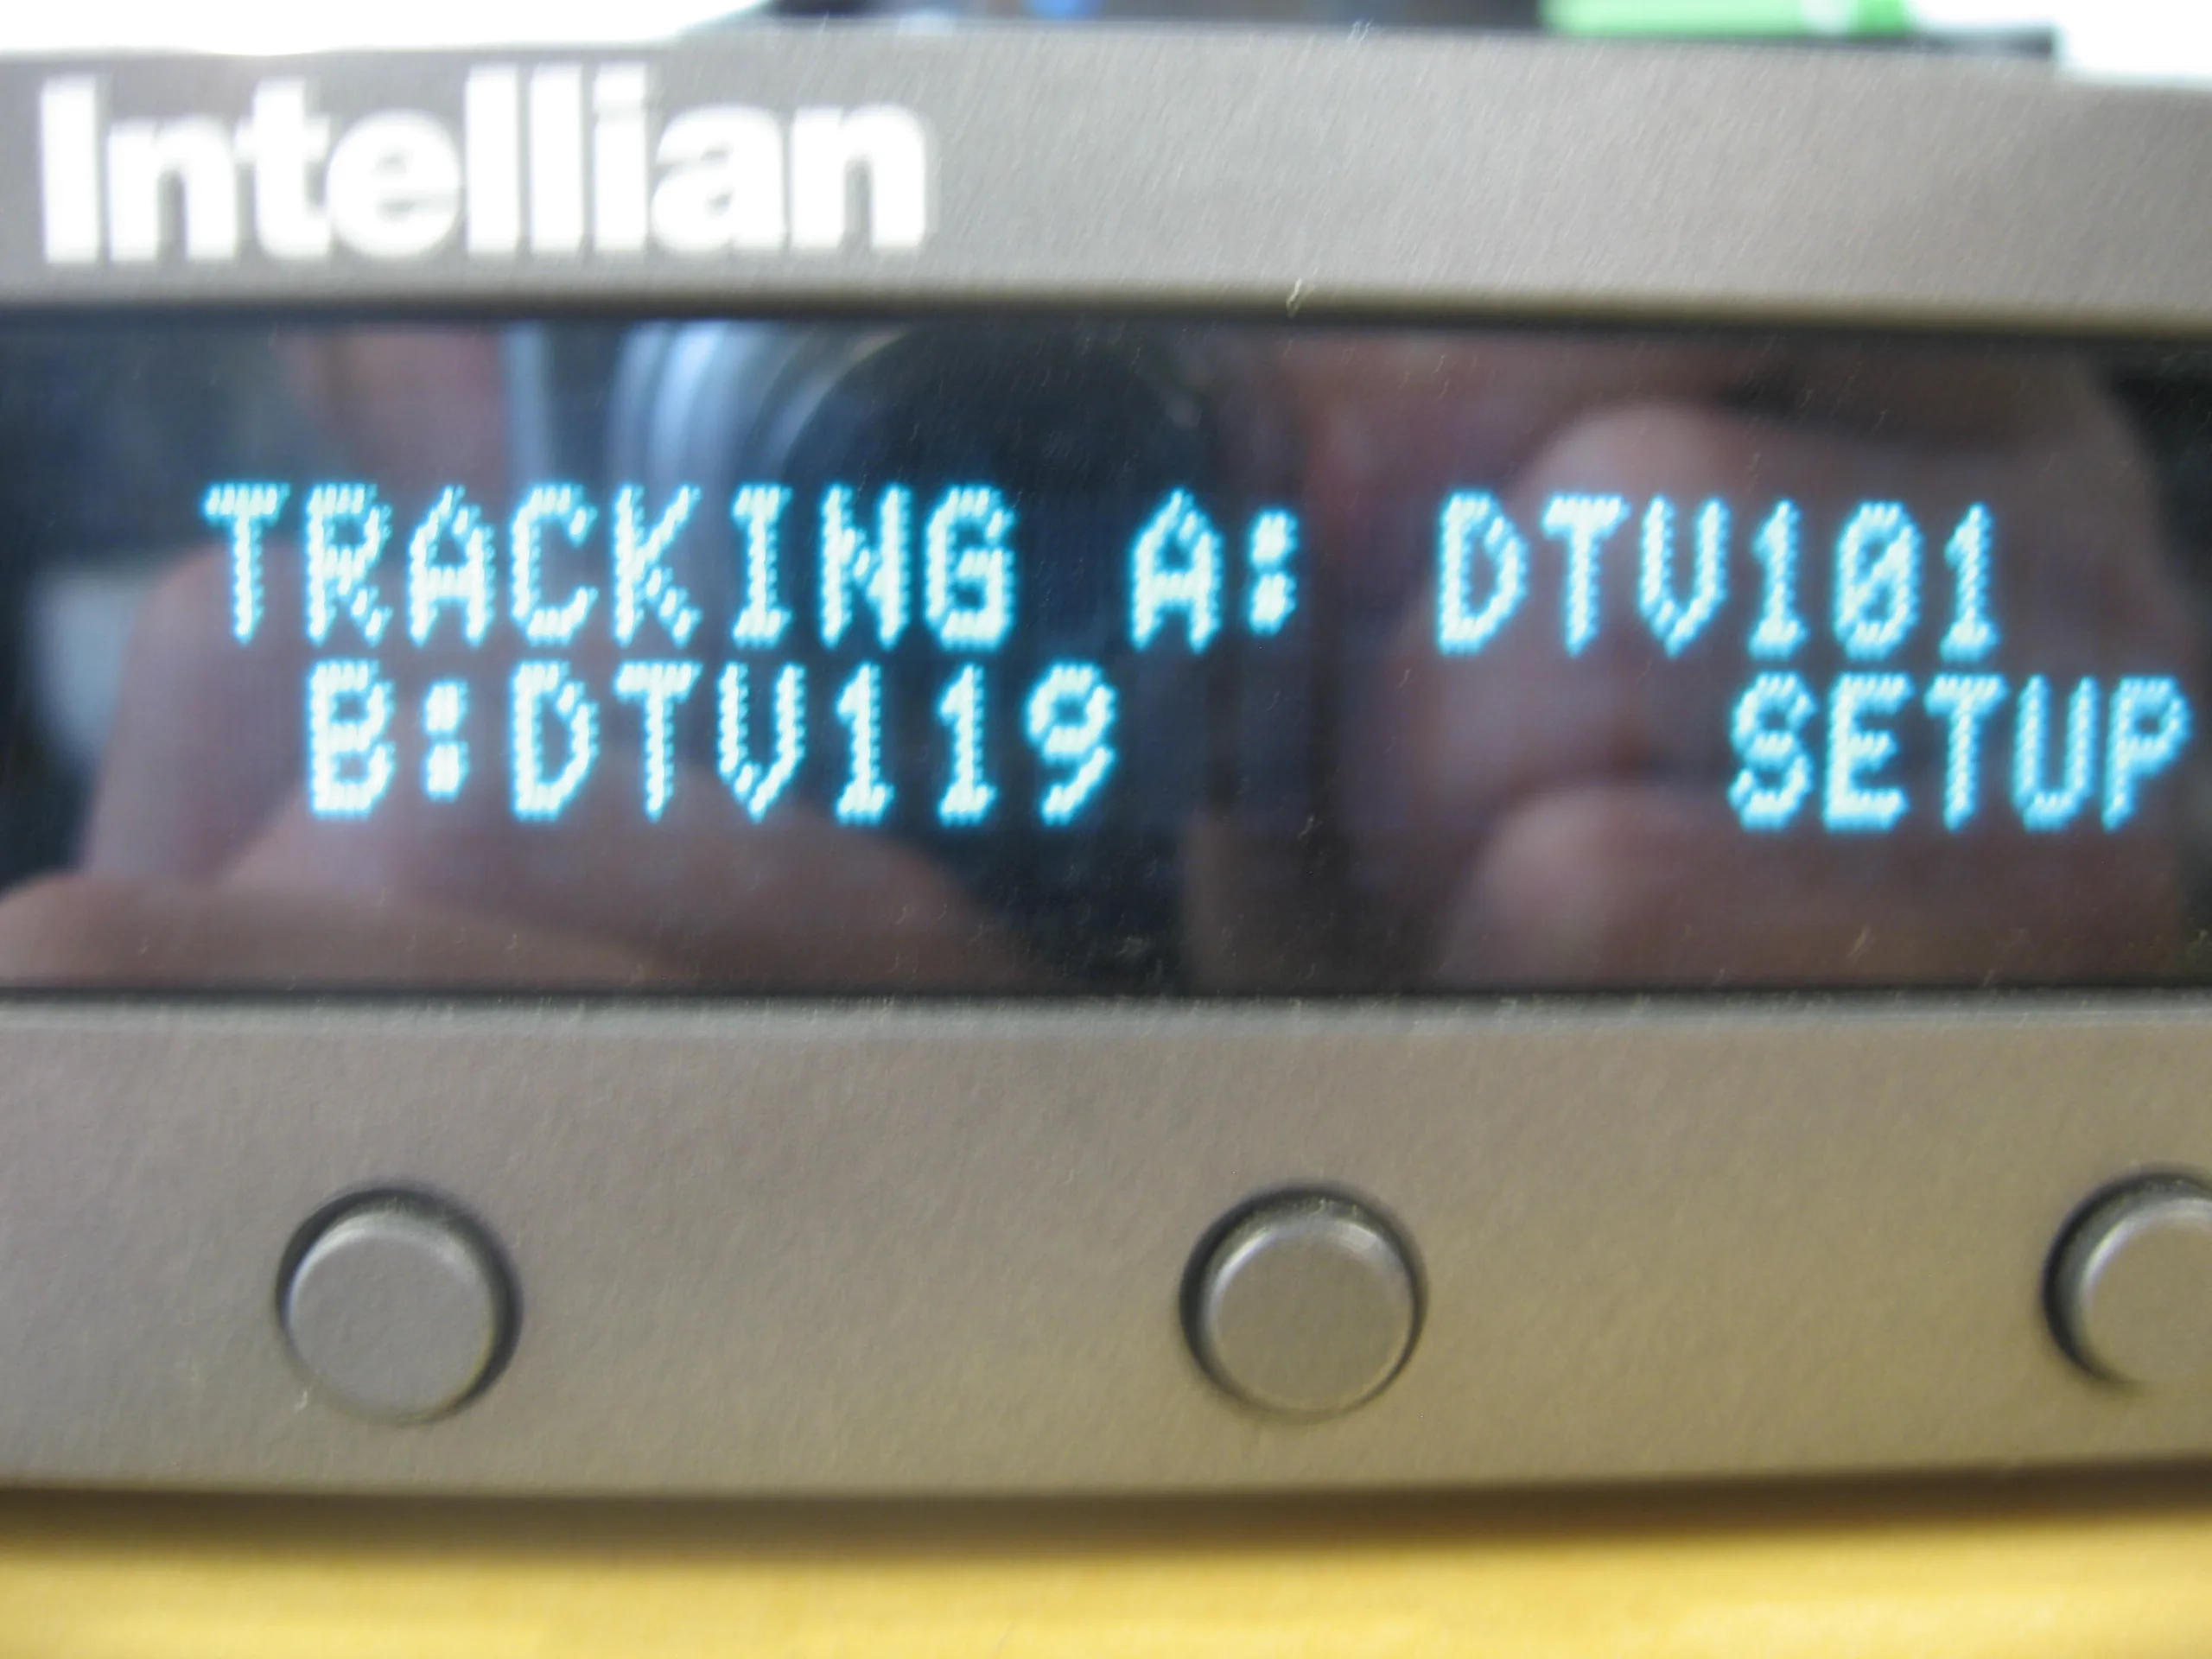 Intellian
TRACKING A: DTV101
B:DTV119 SETUP